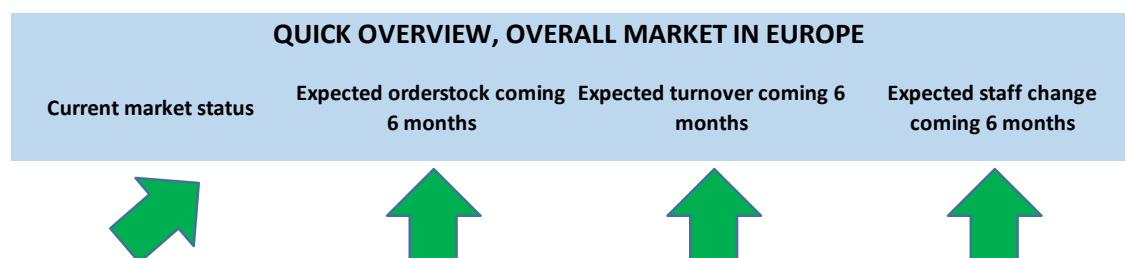 QUICK OVERVIEW, OVERALL MARKET IN EUROPE
Current market status
Expected orderstock coming
6 months
Expected turnover coming 6
months
Expected staff change
coming 6 months